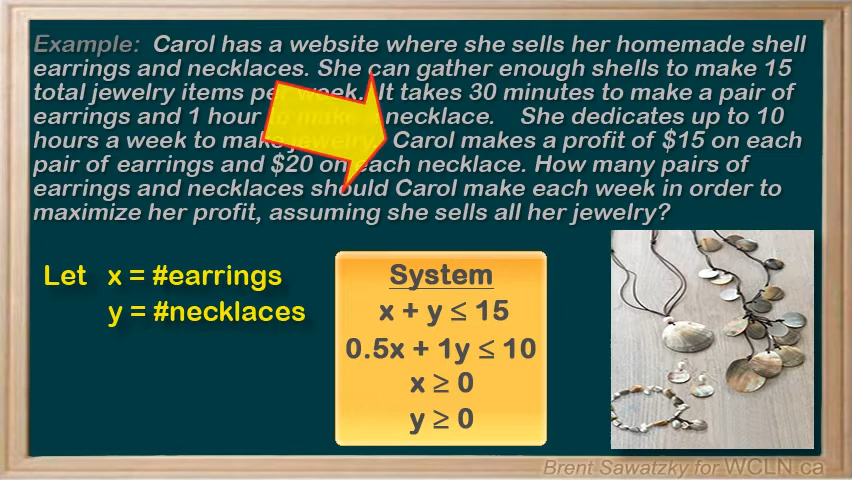 Example: Carol has a website where she sells her homemade shell
earrings and necklaces. She can gather enough shells to make 15
total jewelry items per week. It takes 30 minutes to make a pair of
earrings and 1 hour to make a necklace. She dedicates up to 10
hours a week to make jewelry. Carol makes a profit of $15 on each
pair of earrings and $20 on each necklace. How many pairs of
earrings and necklaces should Carol make each week in order to
maximize her profit, assuming she sells all her jewelry?
Let x = #earrings
y = #necklaces
System
x + y ≤ 15
0.5x + 1y ≤ 10
x ≥ 0
y ≥ 0
Brent Sawatzky for WCLN.ca